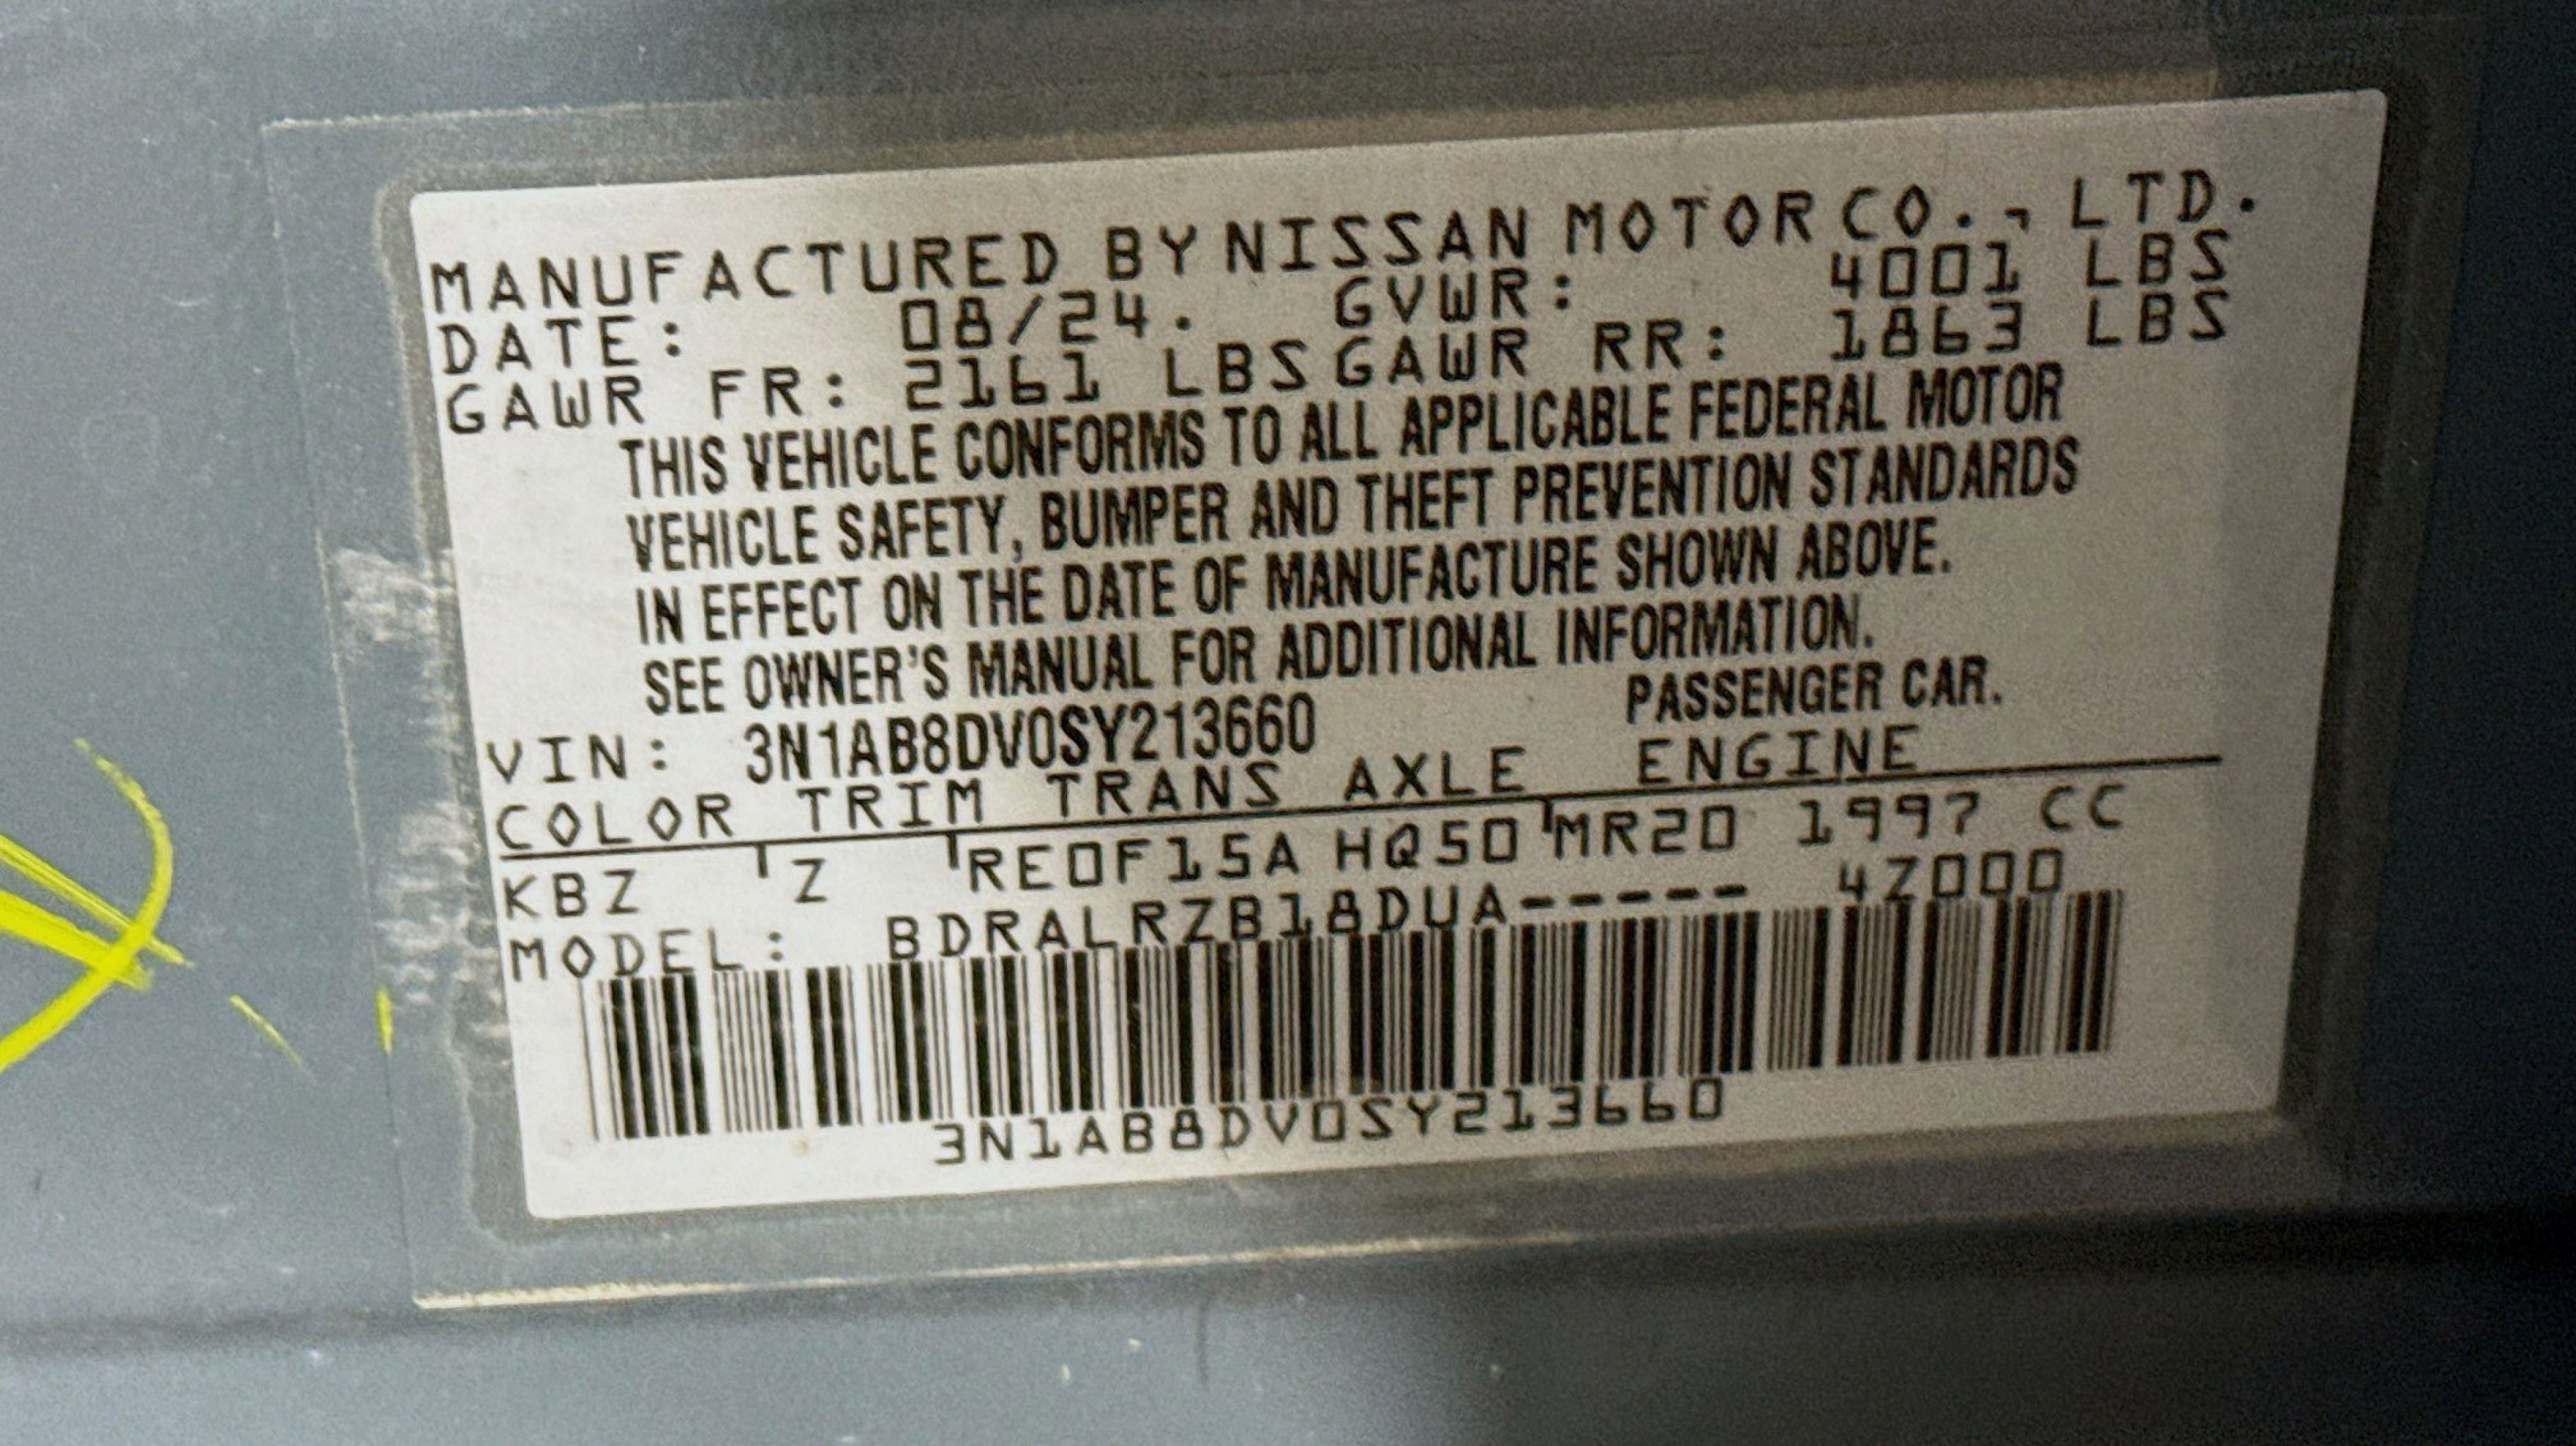 MANUFACTURED BY NISSAN MOTOR CO., LTD.
DATE: 08/24. GVWR: 4001 LBS
GAWR FR: 2161 LBS GAWR RR: 1863 LBS
THIS VEHICLE CONFORMS TO ALL APPLICABLE FEDERAL MOTOR
VEHICLE SAFETY, BUMPER AND THEFT PREVENTION STANDARDS
IN EFFECT ON THE DATE OF MANUFACTURE SHOWN ABOVE.
SEE OWNER'S MANUAL FOR ADDITIONAL INFORMATION.
VIN: 3N1AB8DV0SY213660 PASSENGER CAR.
COLOR TRIM TRANS AXLE ENGINE
KBZ Z RE0F15A HQ50 MR20 1997 CC
MODEL: BDRALRZB18DUA----- 4Z000
3N1AB8DV0SY213660